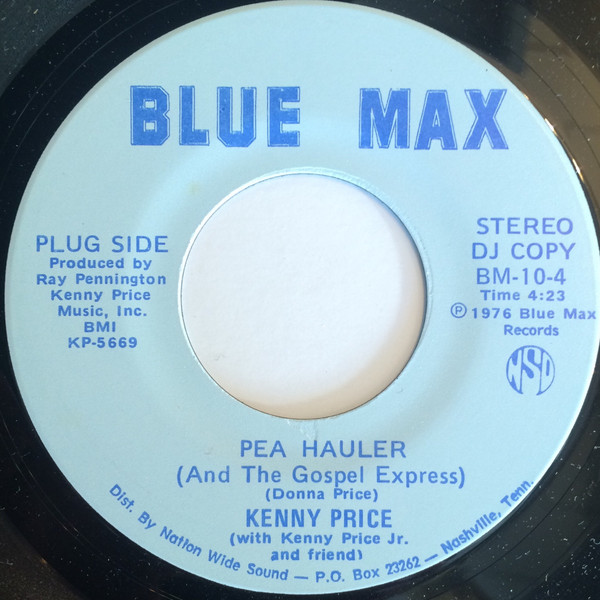 BLUE MAX
PLUG SIDE
Produced by
Ray Pennington
Kenny Price
Music, Inc.
BMI
KP-5669
STEREO
DJ COPY
BM-10-4
Time 4:23
℗ 1976 Blue Max
Records
NSD
PEA HAULER
(And The Gospel Express)
(Donna Price)
KENNY PRICE
(with Kenny Price Jr.
and friend)
Dist. By Nation Wide Sound — P.O. Box 23262 — Nashville, Tenn.